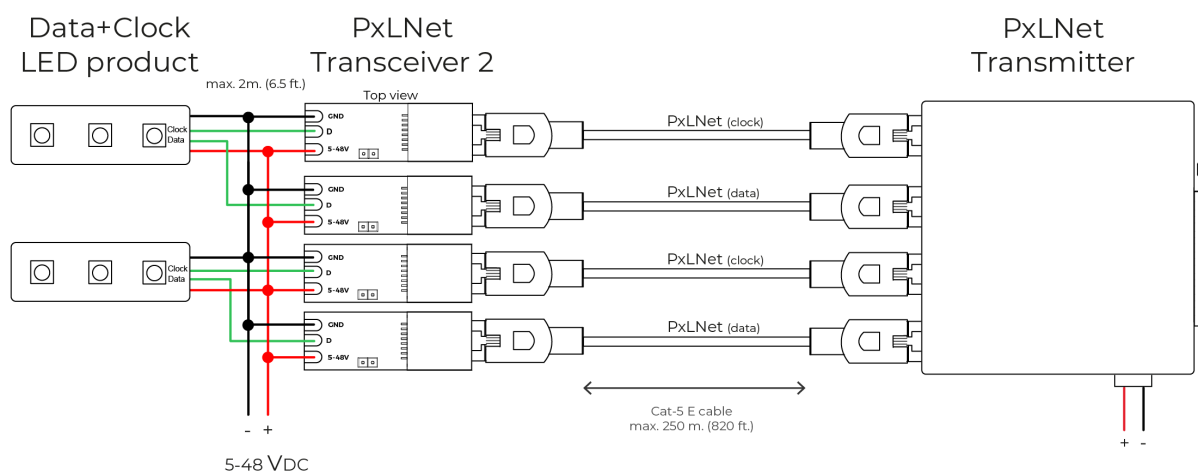 Data+Clock
LED product
PxLNet
Transceiver 2
PxLNet
Transmitter
max. 2m. (6.5 ft.)
Top view
Clock
Data
GND
D
5-48V
PxLNet (clock)
GND
D
5-48V
PxLNet (data)
Clock
Data
GND
D
5-48V
PxLNet (clock)
GND
D
5-48V
PxLNet (data)
Cat-5 E cable
max. 250 m. (820 ft.)
- +
5-48 VDC
+ -